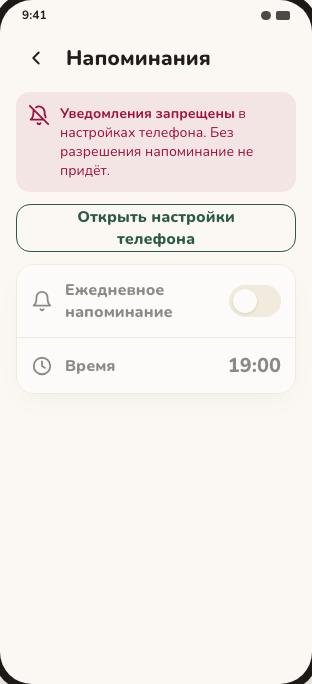 9:41
Напоминания
Уведомления запрещены в
настройках телефона. Без
разрешения напоминание не
придёт.
Открыть настройки
телефона
Ежедневное
напоминание
Время 19:00